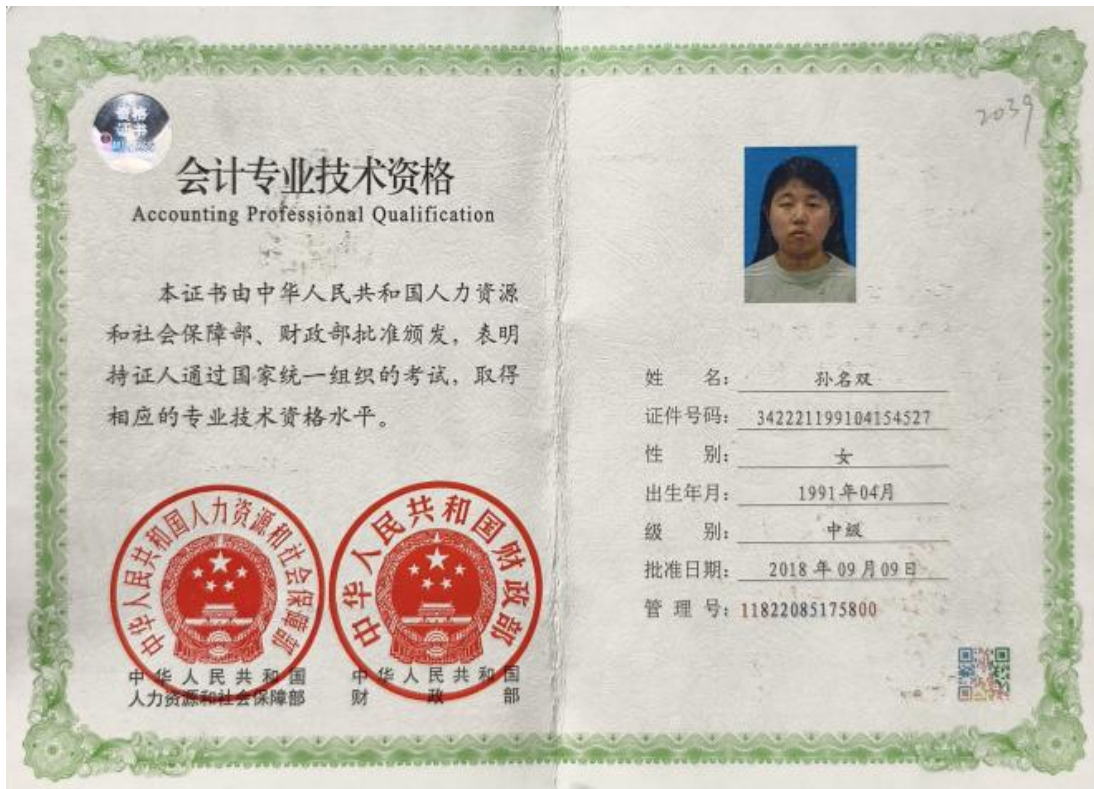 资格
证书
会计专业技术资格
Accounting Professional Qualification
本证书由中华人民共和国人力资源
和社会保障部、财政部批准颁发，表明
持证人通过国家统一组织的考试，取得
相应的专业技术资格水平。
中华人民共和国人力资源和社会保障部
中华人民共和国财政部
中华人民共和国
人力资源和社会保障部
中华人民共和国
财政部
2039
姓名：孙名双
证件号码：342221199104154527
性别：女
出生年月：1991年04月
级别：中级
批准日期：2018年09月09日
管理号：11822085175800